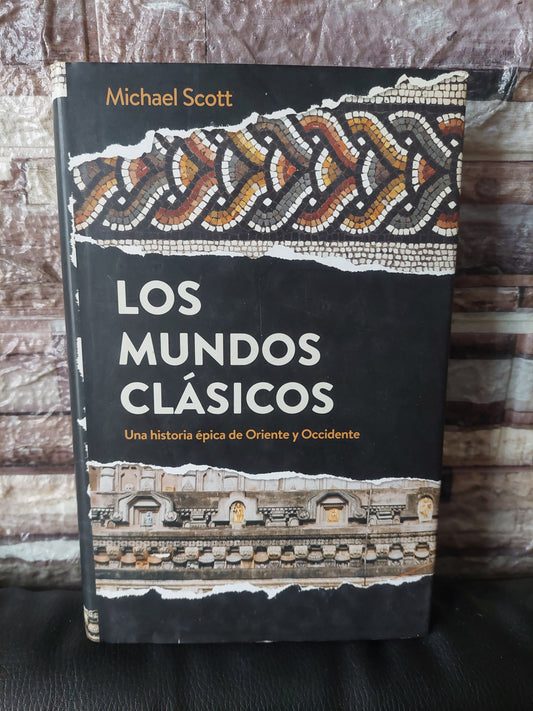 Michael Scott
LOS
MUNDOS
CLÁSICOS
Una historia épica de Oriente y Occidente